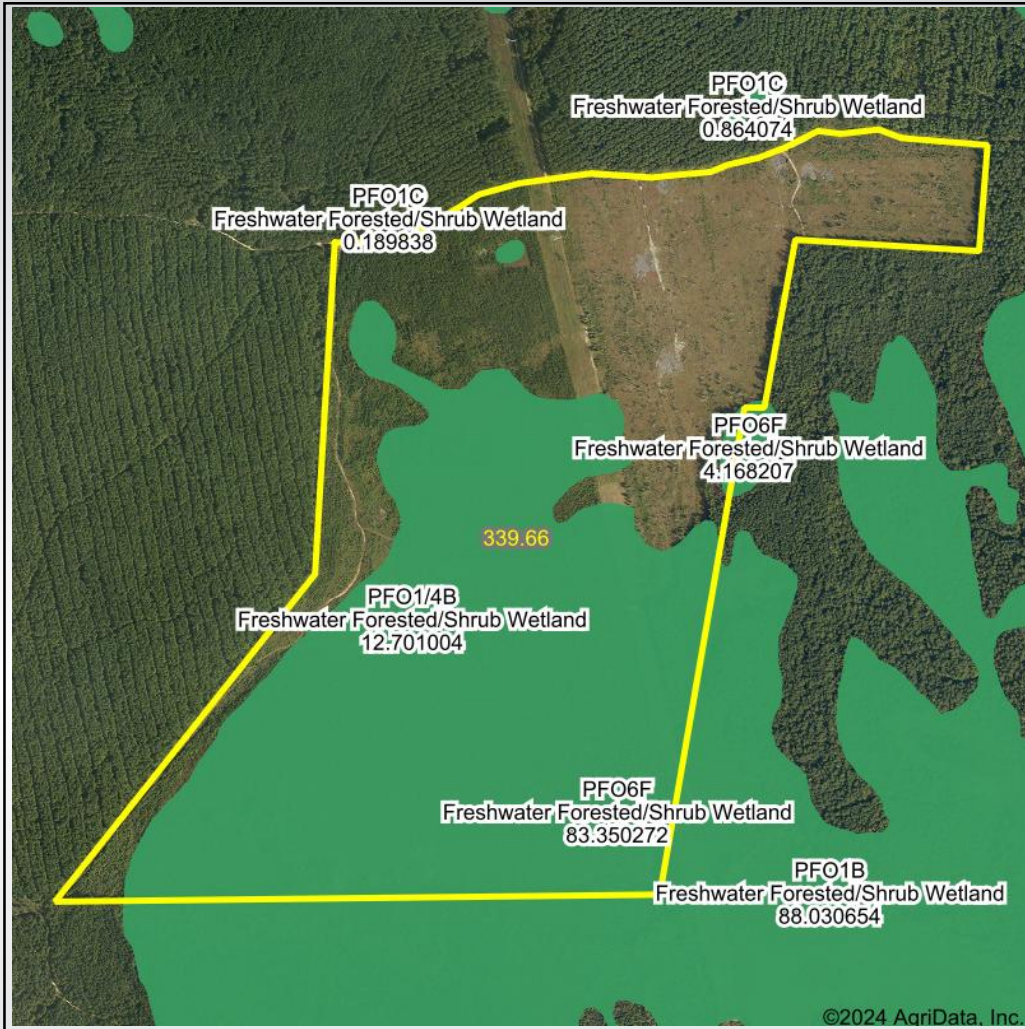 PFO1C
Freshwater Forested/Shrub Wetland
0.864074
PFO1C
Freshwater Forested/Shrub Wetland
0.189838
PFO6F
Freshwater Forested/Shrub Wetland
4.168207
339.66
PFO1/4B
Freshwater Forested/Shrub Wetland
12.701004
PFO6F
Freshwater Forested/Shrub Wetland
83.350272
PFO1B
Freshwater Forested/Shrub Wetland
88.030654
©2024 AgriData, Inc.